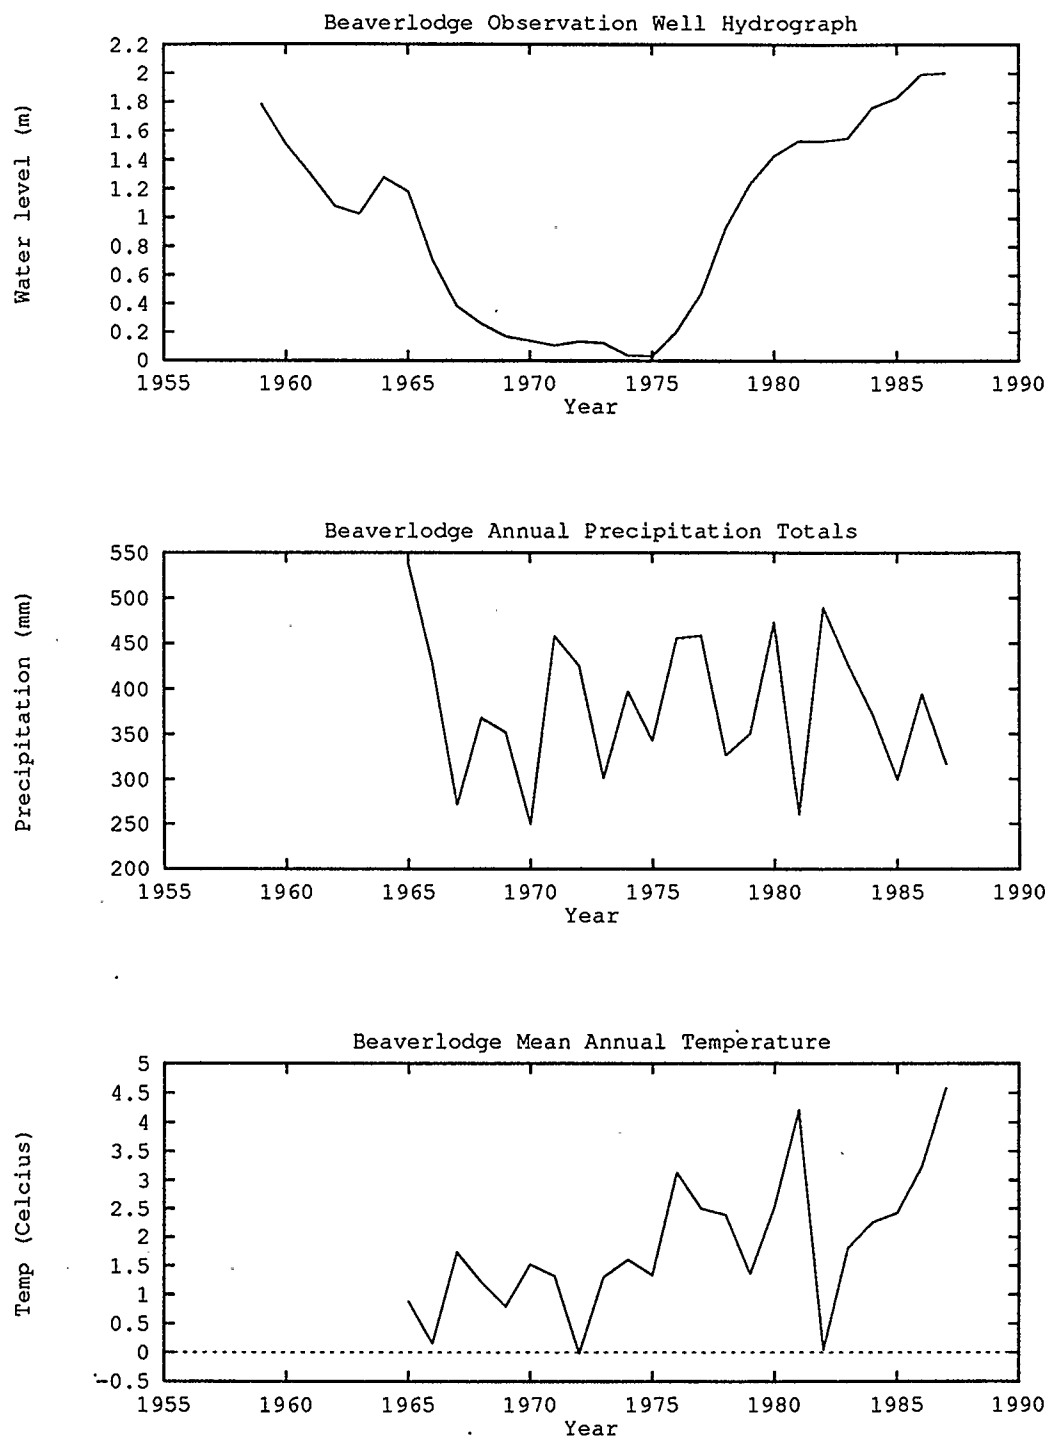 Beaverlodge Observation Well Hydrograph
Water level (m)
2.2
2
1.8
1.6
1.4
1.2
1
0.8
0.6
0.4
0.2
0
1955 1960 1965 1970 1975 1980 1985 1990
Year
Beaverlodge Annual Precipitation Totals
Precipitation (mm)
550
500
450
400
350
300
250
200
1955 1960 1965 1970 1975 1980 1985 1990
Year
Beaverlodge Mean Annual Temperature
Temp (Celcius)
5
4.5
4
3.5
3
2.5
2
1.5
1
0.5
0
-0.5
1955 1960 1965 1970 1975 1980 1985 1990
Year